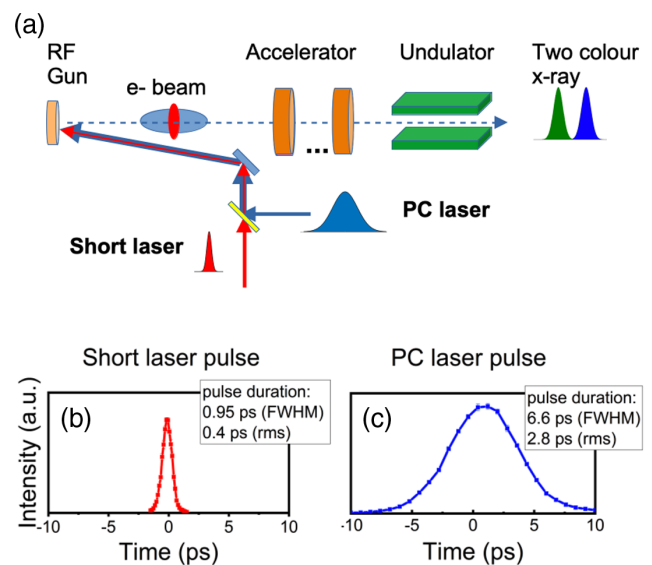 (a)
RF
Gun
e- beam
Accelerator
Undulator
Two colour
x-ray
...
PC laser
Short laser
Short laser pulse
PC laser pulse
Intensity (a.u.)
(b)
pulse duration:
0.95 ps (FWHM)
0.4 ps (rms)
-10 -5 0 5 10
Time (ps)
(c)
pulse duration:
6.6 ps (FWHM)
2.8 ps (rms)
-10 -5 0 5 10
Time (ps)